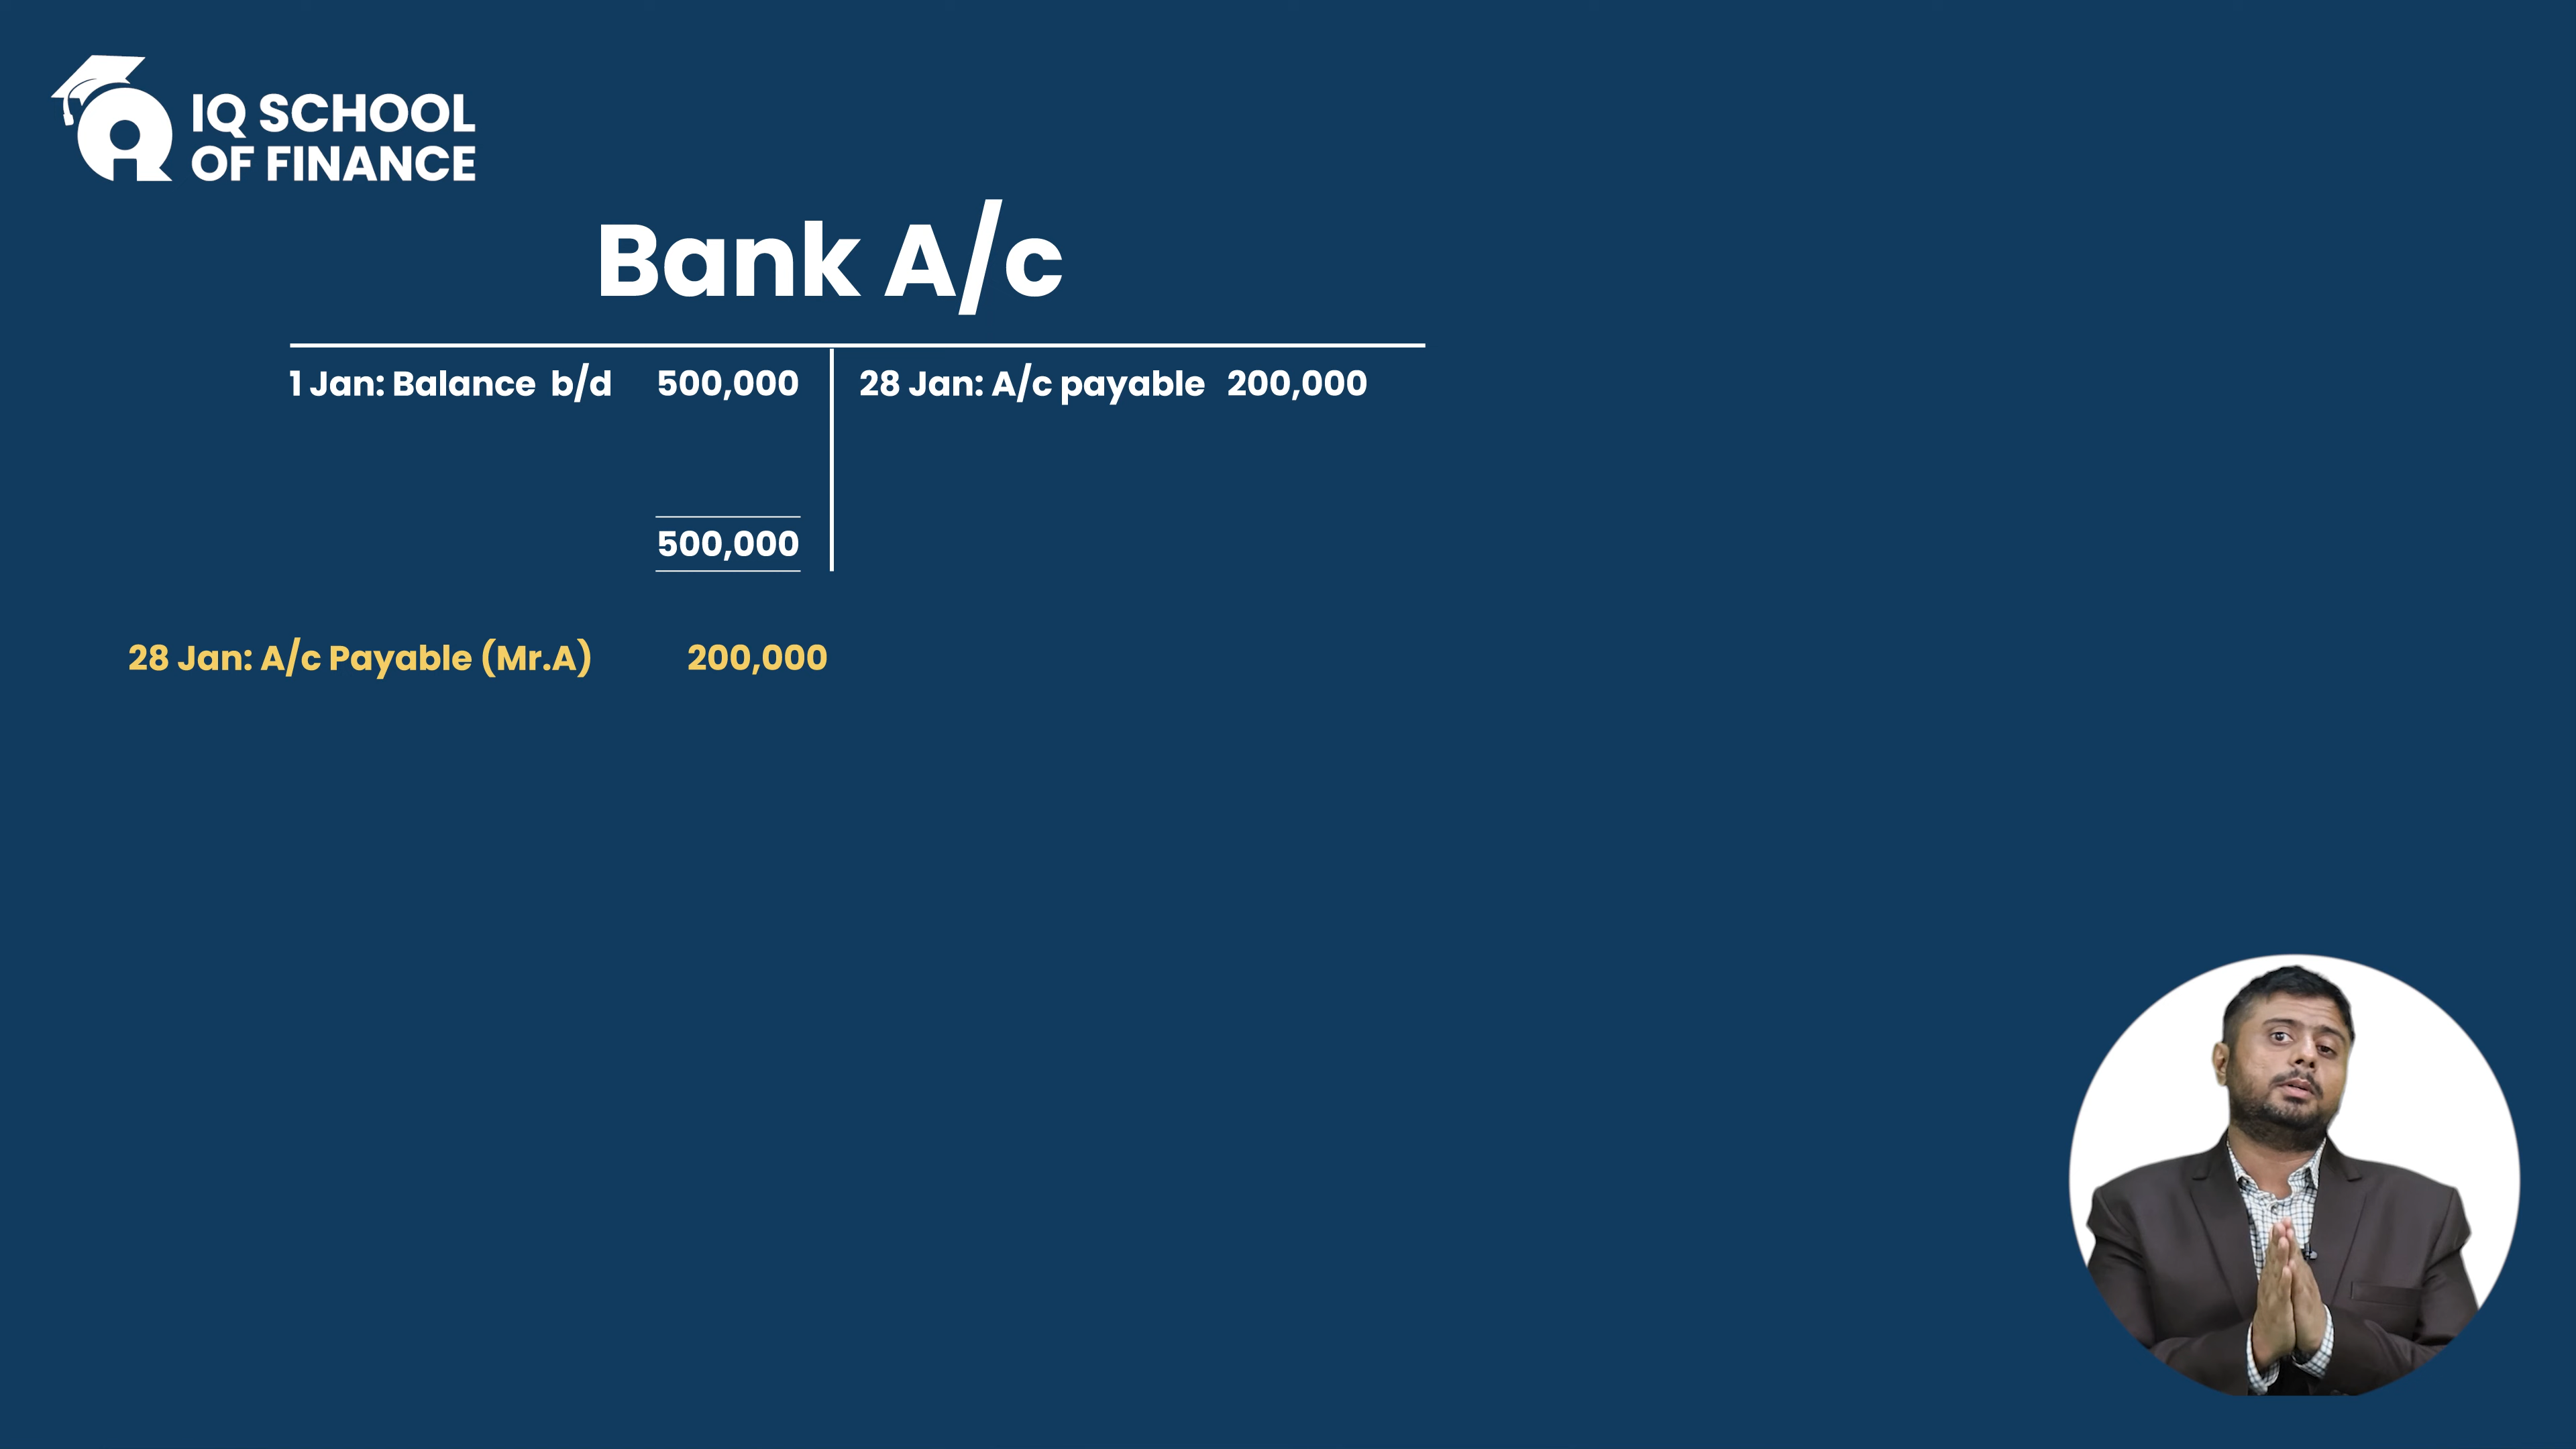 IQ SCHOOL
OF FINANCE
Bank A/c
1 Jan: Balance b/d 500,000 28 Jan: A/c payable 200,000
500,000
28 Jan: A/c Payable (Mr.A) 200,000